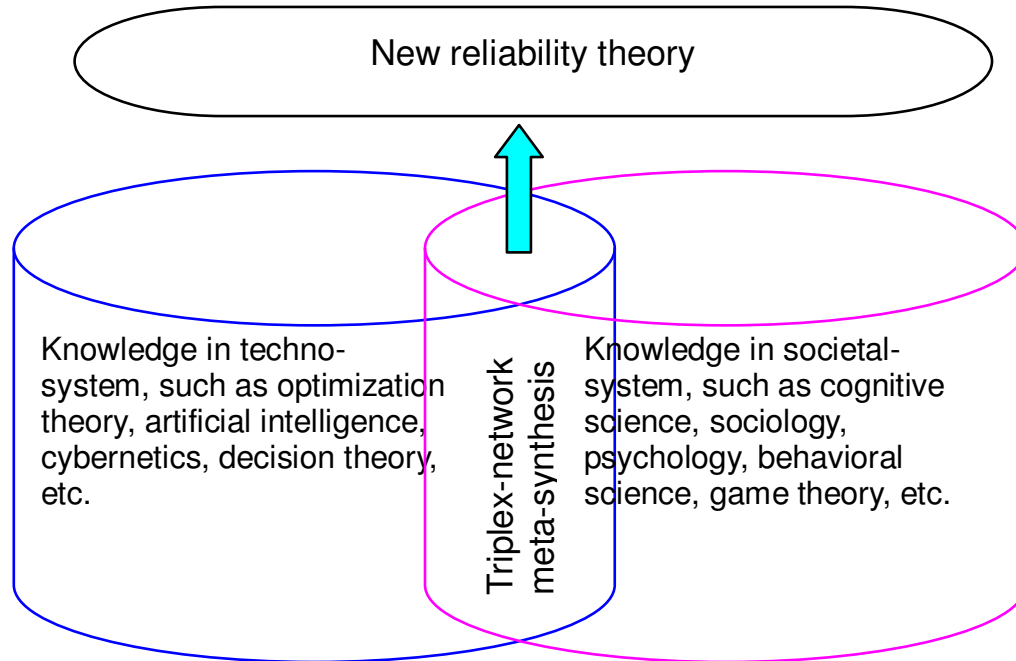 New reliability theory
Knowledge in techno-
system, such as optimization
theory, artificial intelligence,
cybernetics, decision theory,
etc.
Triplex-network
meta-synthesis
Knowledge in societal-
system, such as cognitive
science, sociology,
psychology, behavioral
science, game theory, etc.